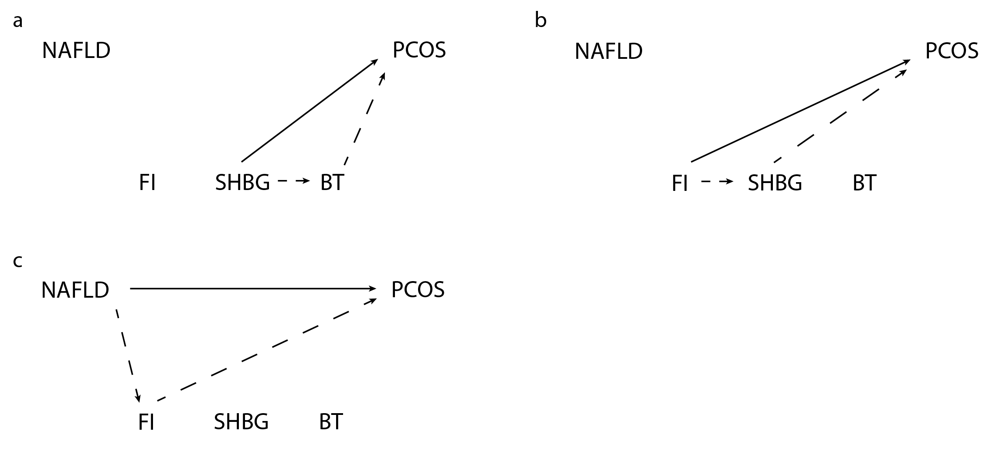 a
NAFLD
PCOS
FI
SHBG
BT
b
NAFLD
PCOS
FI
SHBG
BT
c
NAFLD
PCOS
FI
SHBG
BT